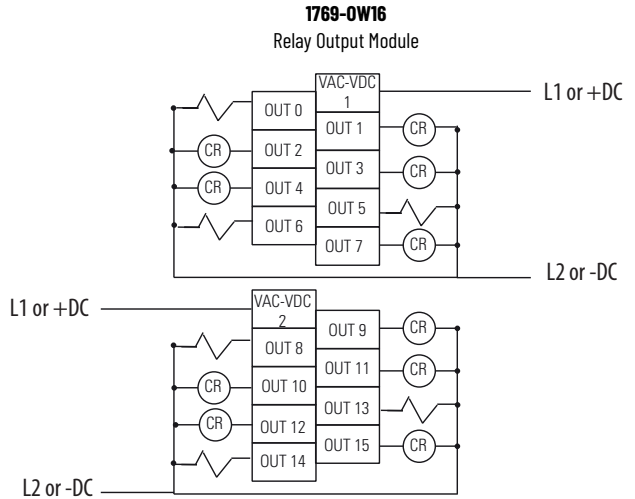 1769-OW16
Relay Output Module
VAC-VDC
1
L1 or +DC
OUT 0
OUT 1
CR
CR
OUT 2
OUT 3
CR
CR
OUT 4
OUT 5
OUT 6
OUT 7
CR
L2 or -DC
L1 or +DC
VAC-VDC
2
OUT 9
CR
OUT 8
OUT 11
CR
CR
OUT 10
OUT 13
CR
OUT 12
OUT 15
CR
OUT 14
L2 or -DC